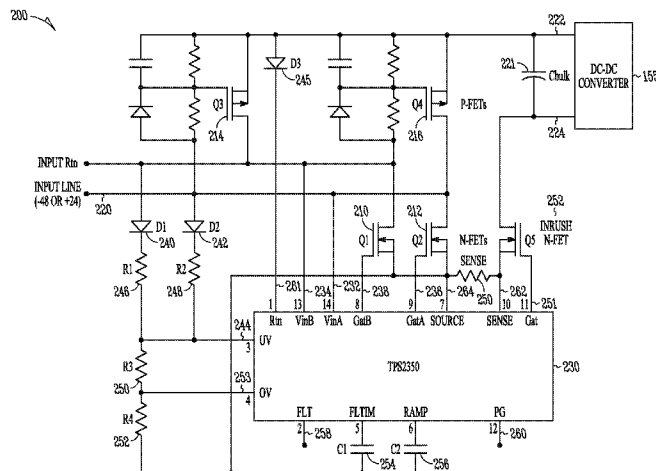 200
222
D3
245
221
Cbulk
DC-DC
CONVERTER
155
Q3
214
Q4
216
P-FETs
224
INPUT Rtn
INPUT LINE
(-48 OR +24)
220
252
INRUSH
N-FET
D1
240
D2
242
210
Q1
212
Q2
N-FETs
SENSE
250
Q5
R1
246
R2
248
261
234
232
238
236
264
262
251
1
13
14
8
9
7
10
11
Rtn
VinB
VinA
GatB
GatA
SOURCE
SENSE
Gat
244
3
UV
R3
250
253
4
OV
TPS2350
230
R4
252
FLT
FLTIM
RAMP
PG
2
258
5
6
12
260
C1
254
C2
256